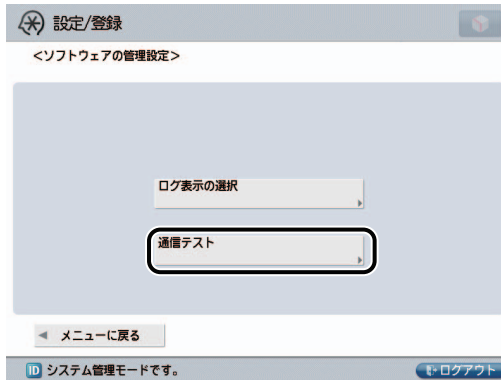 設定/登録
<ソフトウェアの管理設定>
ログ表示の選択
通信テスト
メニューに戻る
ID システム管理モードです。
ログアウト